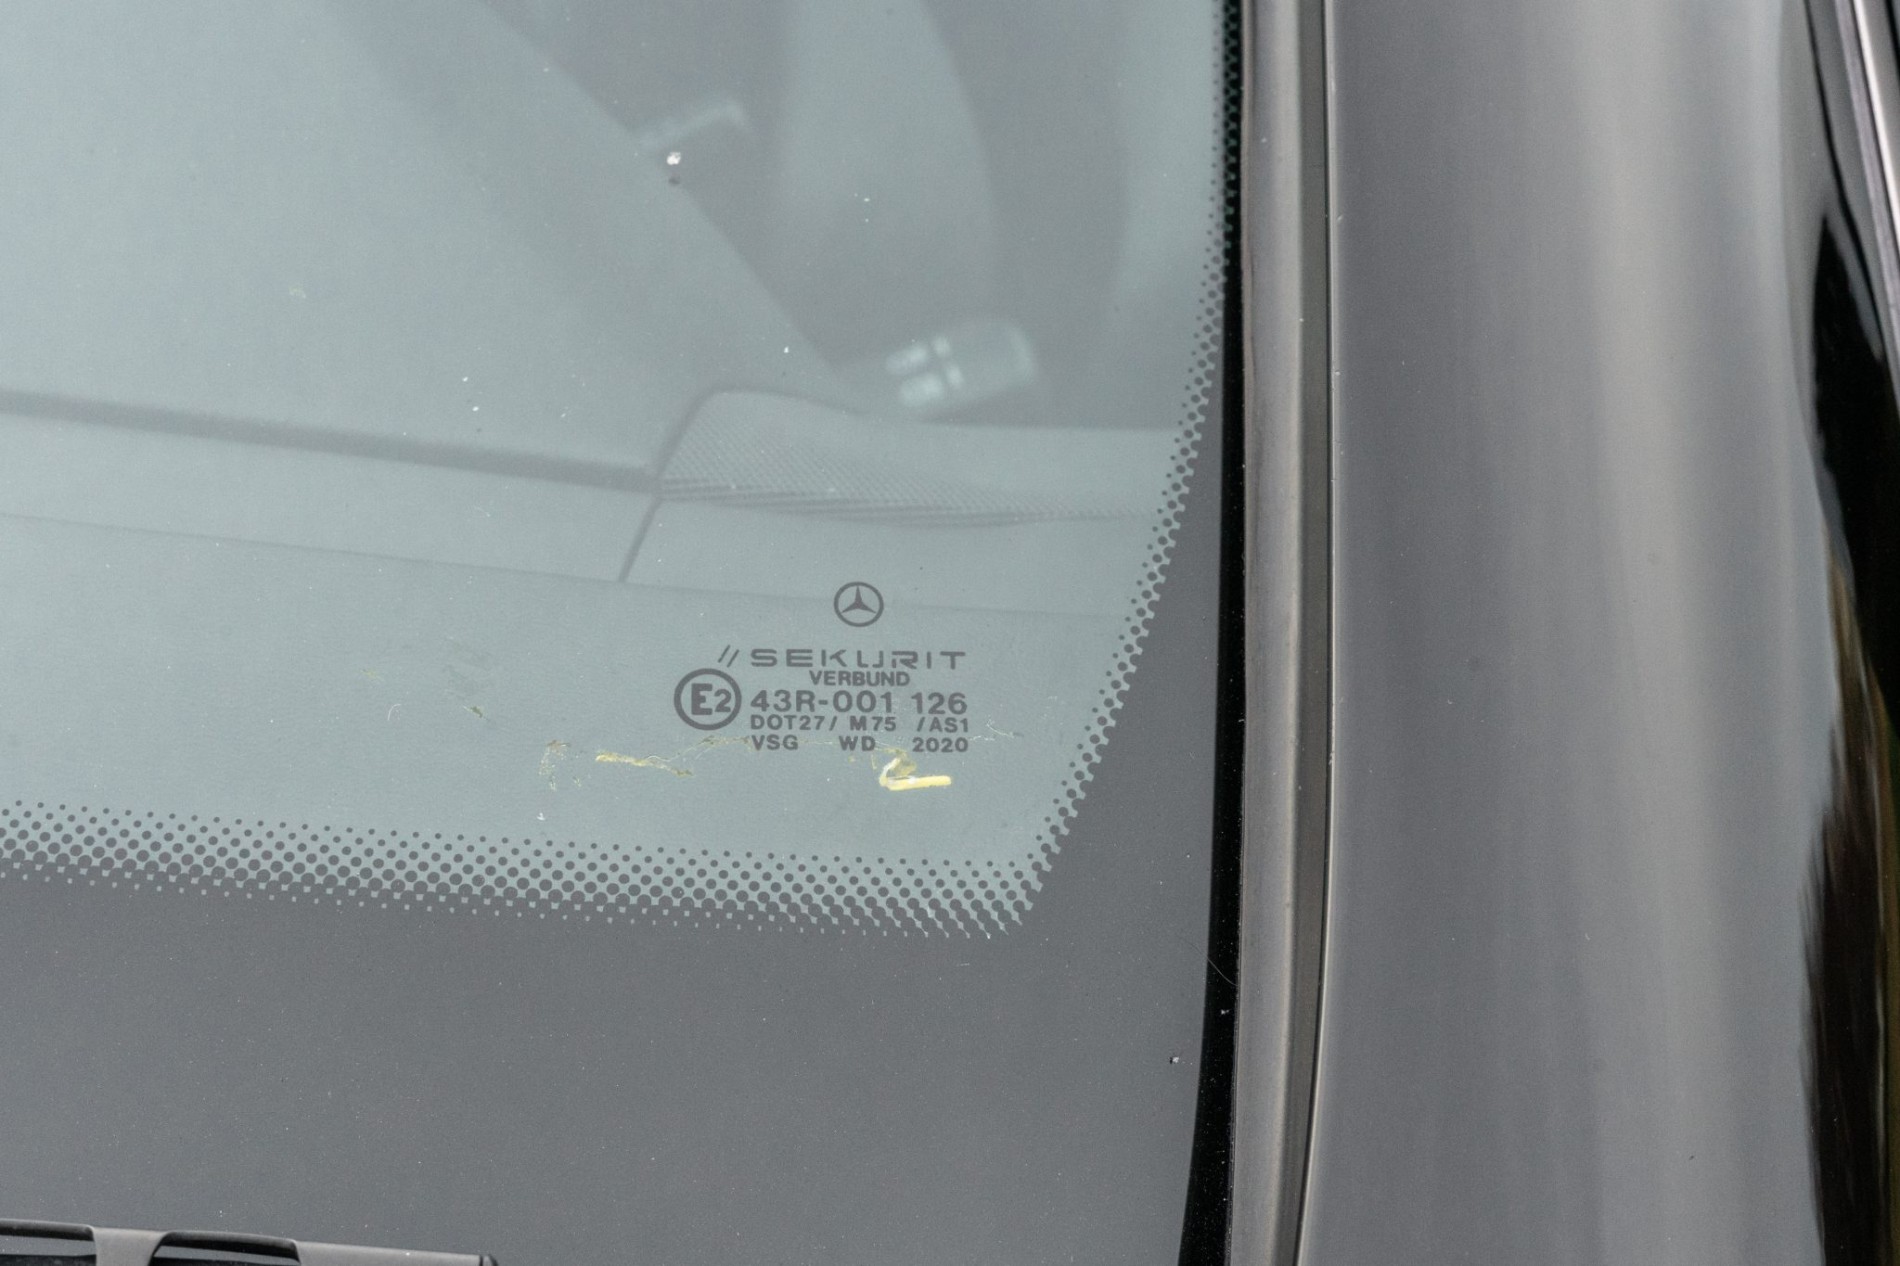 SEKURIT
VERBUND
E2 43R-001 126
DOT27/ M75 /AS1
VSG WD 2020